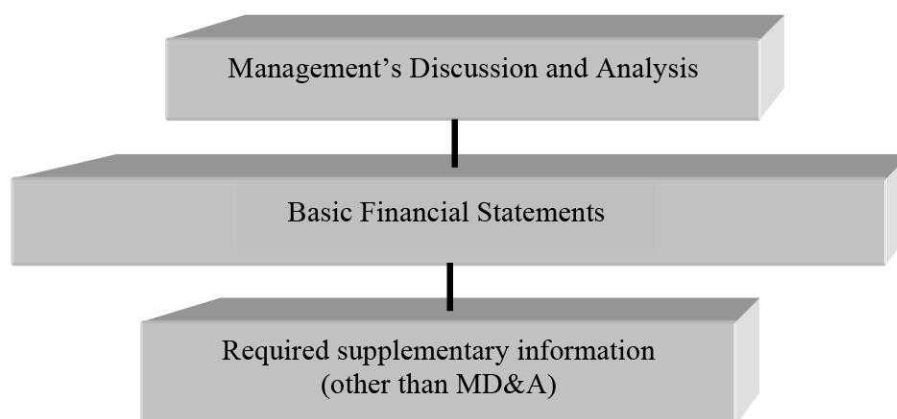 Management’s Discussion and Analysis
Basic Financial Statements
Required supplementary information
(other than MD&A)